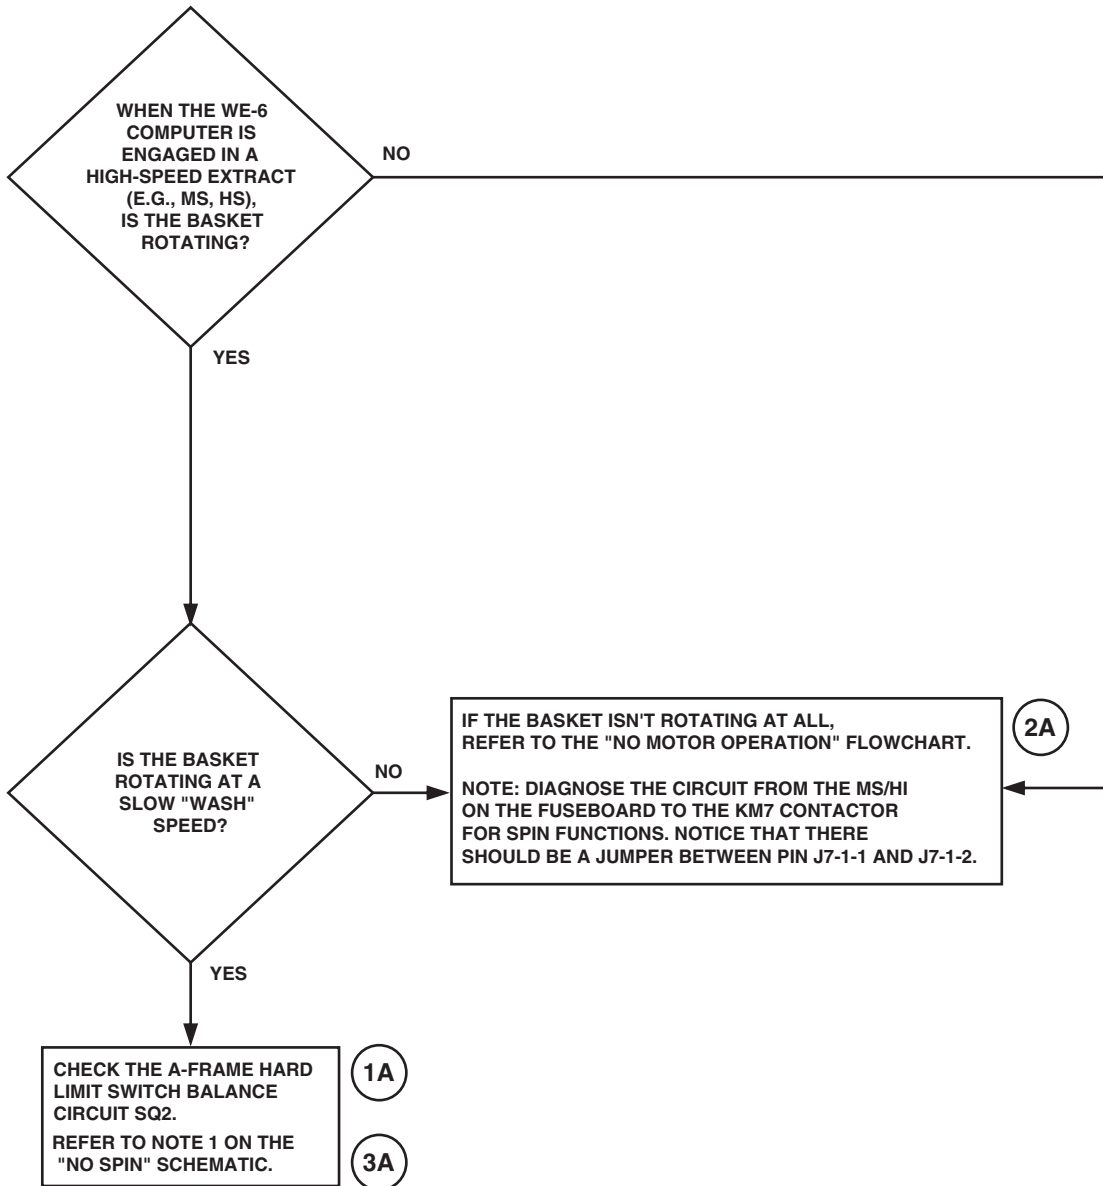 WHEN THE WE-6
COMPUTER IS
ENGAGED IN A
HIGH-SPEED EXTRACT
(E.G., MS, HS),
IS THE BASKET
ROTATING?
NO
YES
IS THE BASKET
ROTATING AT A
SLOW "WASH"
SPEED?
NO
IF THE BASKET ISN'T ROTATING AT ALL,
REFER TO THE "NO MOTOR OPERATION" FLOWCHART.
NOTE: DIAGNOSE THE CIRCUIT FROM THE MS/HI
ON THE FUSEBOARD TO THE KM7 CONTACTOR
FOR SPIN FUNCTIONS. NOTICE THAT THERE
SHOULD BE A JUMPER BETWEEN PIN J7-1-1 AND J7-1-2.
2A
YES
CHECK THE A-FRAME HARD
LIMIT SWITCH BALANCE
CIRCUIT SQ2.
REFER TO NOTE 1 ON THE
"NO SPIN" SCHEMATIC.
1A
3A